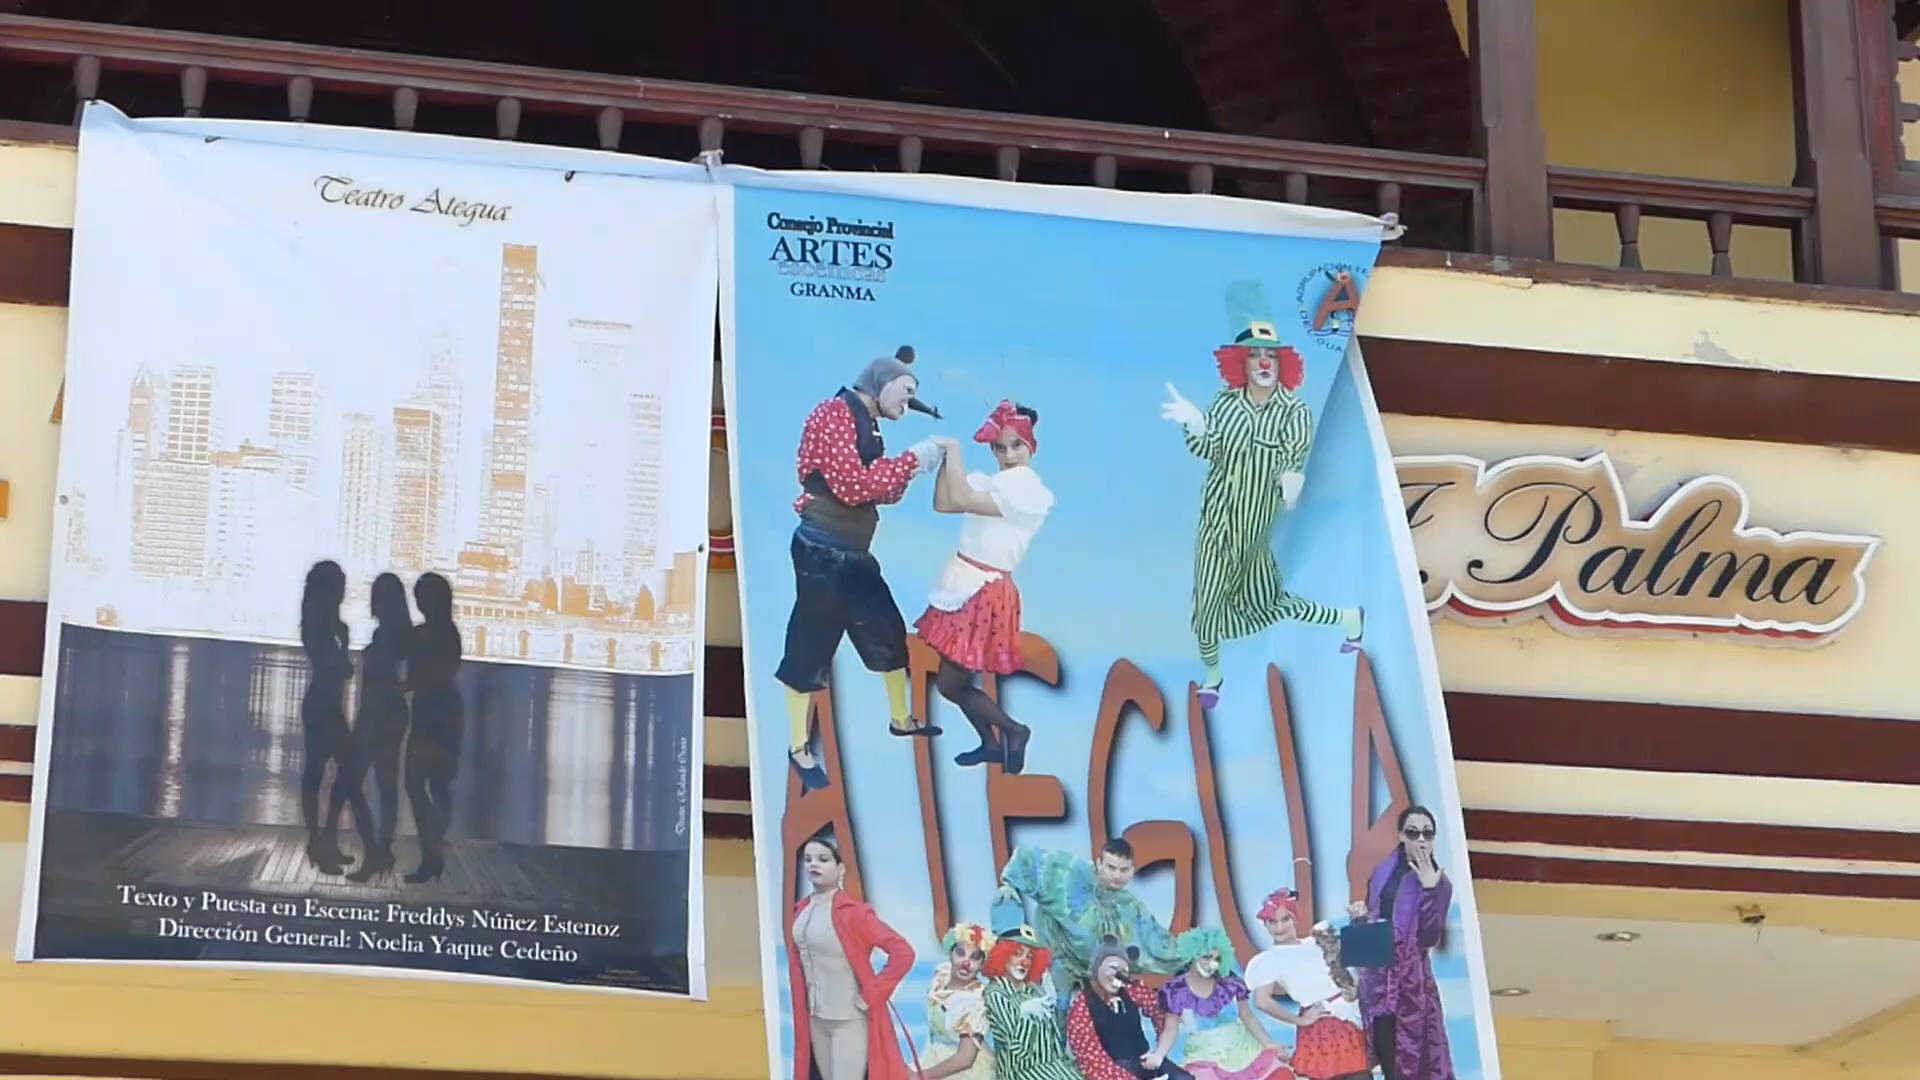 Teatro Ategua
Texto y Puesta en Escena: Freddys Núñez Estenoz
Dirección General: Noelia Yaque Cedeño
Consejo Provincial
ARTES
escénicas
GRANMA
ATEGUA
Palma